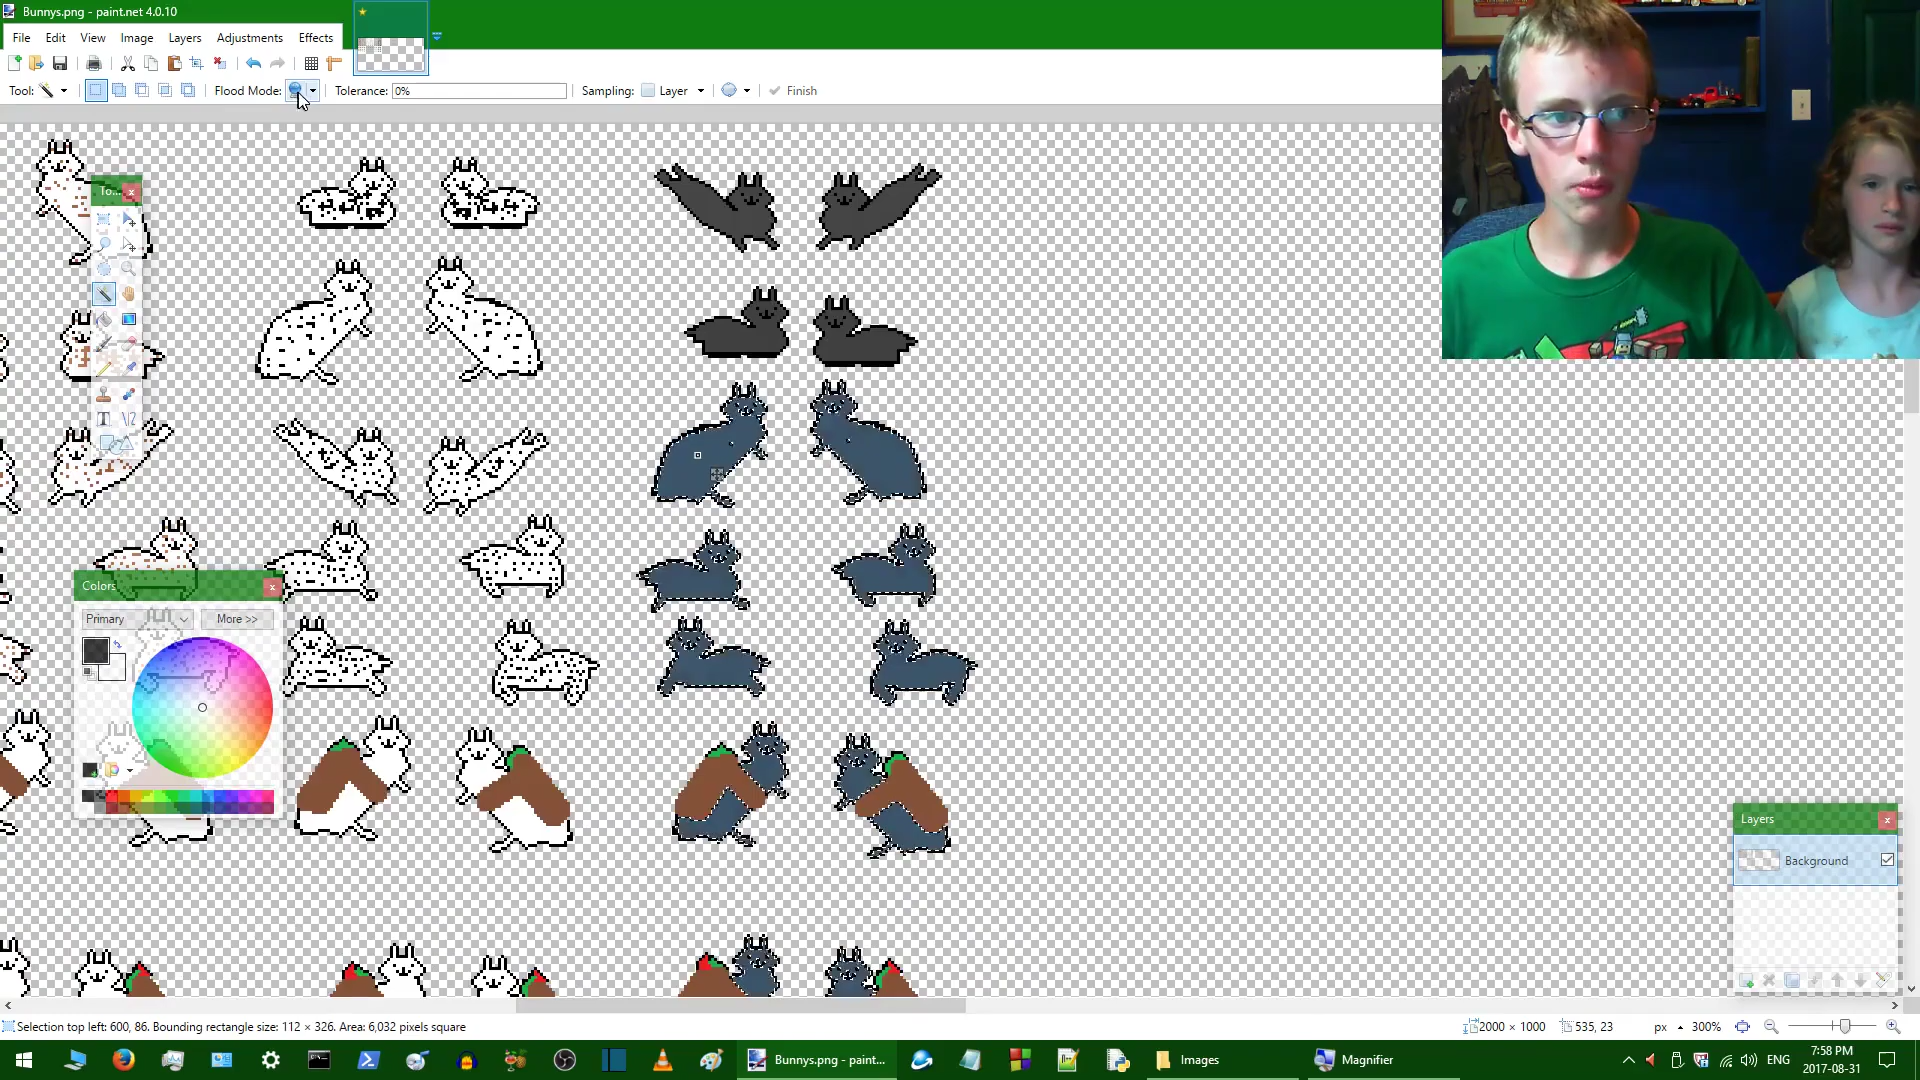 Bunnys.png - paint.net 4.0.10
File Edit View Image Layers Adjustments Effects
Tool: Flood Mode: Tolerance: 0% Sampling: Layer Finish
To...
Colors
Primary More >>
Layers
Background
Selection top left: 600, 86. Bounding rectangle size: 112 × 326. Area: 6,032 pixels square
2000 × 1000 535, 23 px 300%
Bunnys.png - paint... Images Magnifier ENG 7:58 PM
2017-08-31